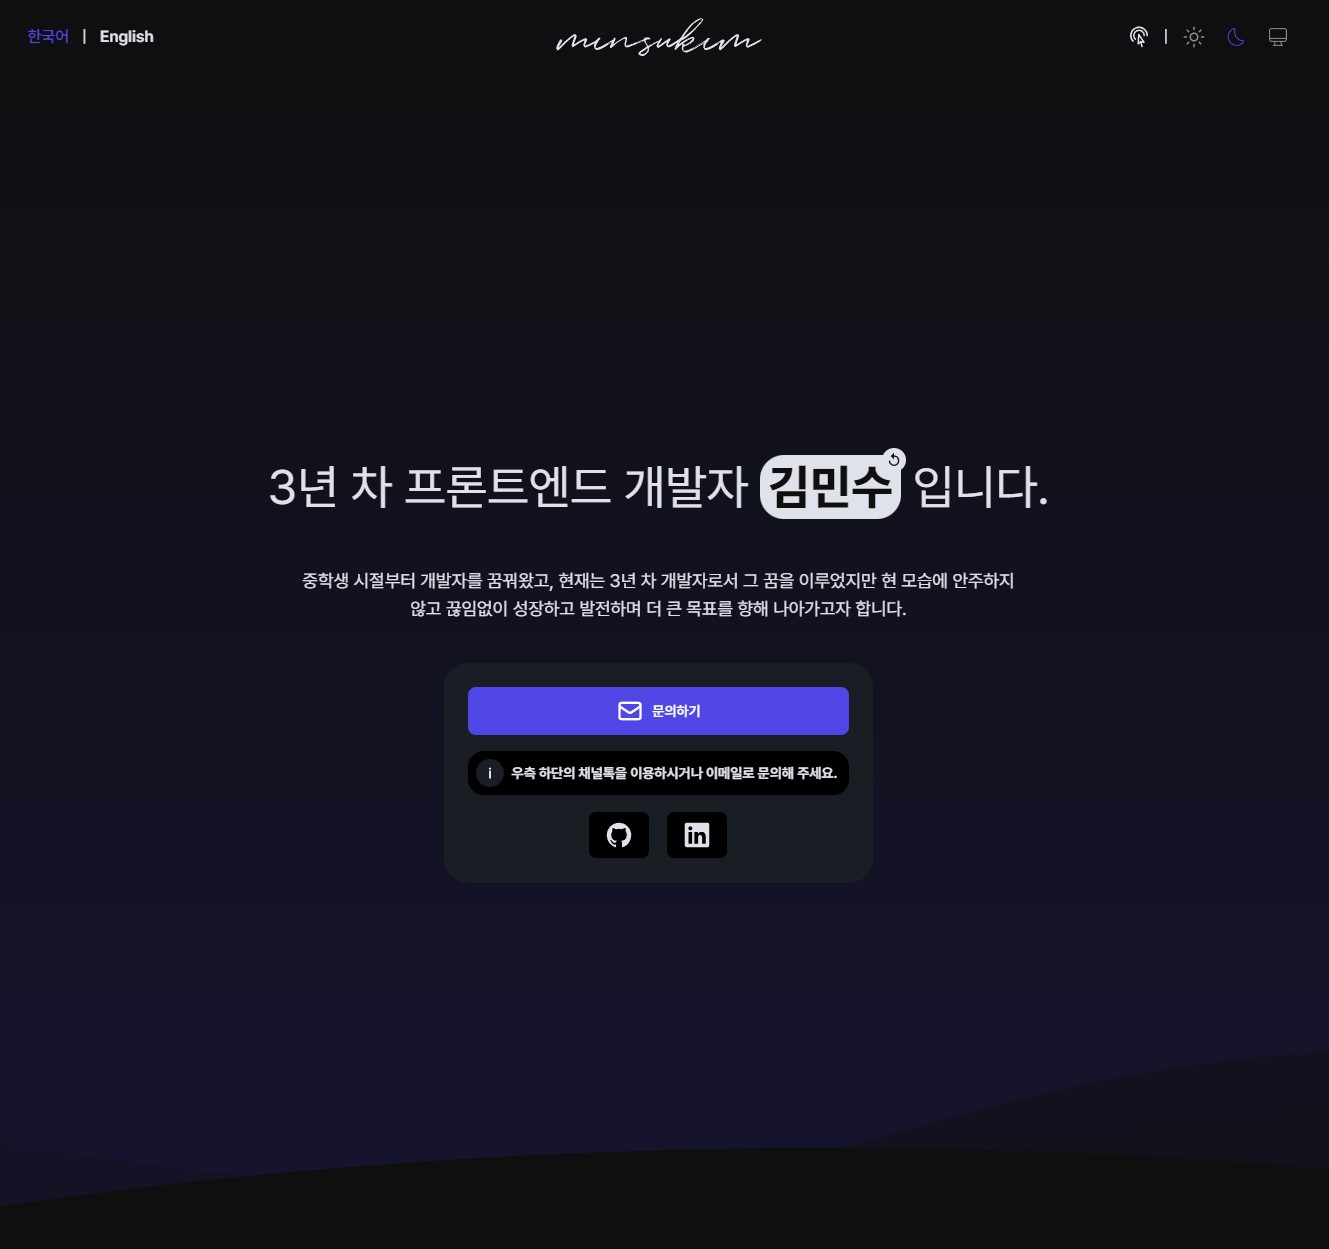 한국어 | English
minsukim
3년 차 프론트엔드 개발자 김민수 입니다.
중학생 시절부터 개발자를 꿈꿔왔고, 현재는 3년 차 개발자로서 그 꿈을 이루었지만 현 모습에 안주하지
않고 끊임없이 성장하고 발전하며 더 큰 목표를 향해 나아가고자 합니다.
문의하기
i 우측 하단의 채널톡을 이용하시거나 이메일로 문의해 주세요.
in